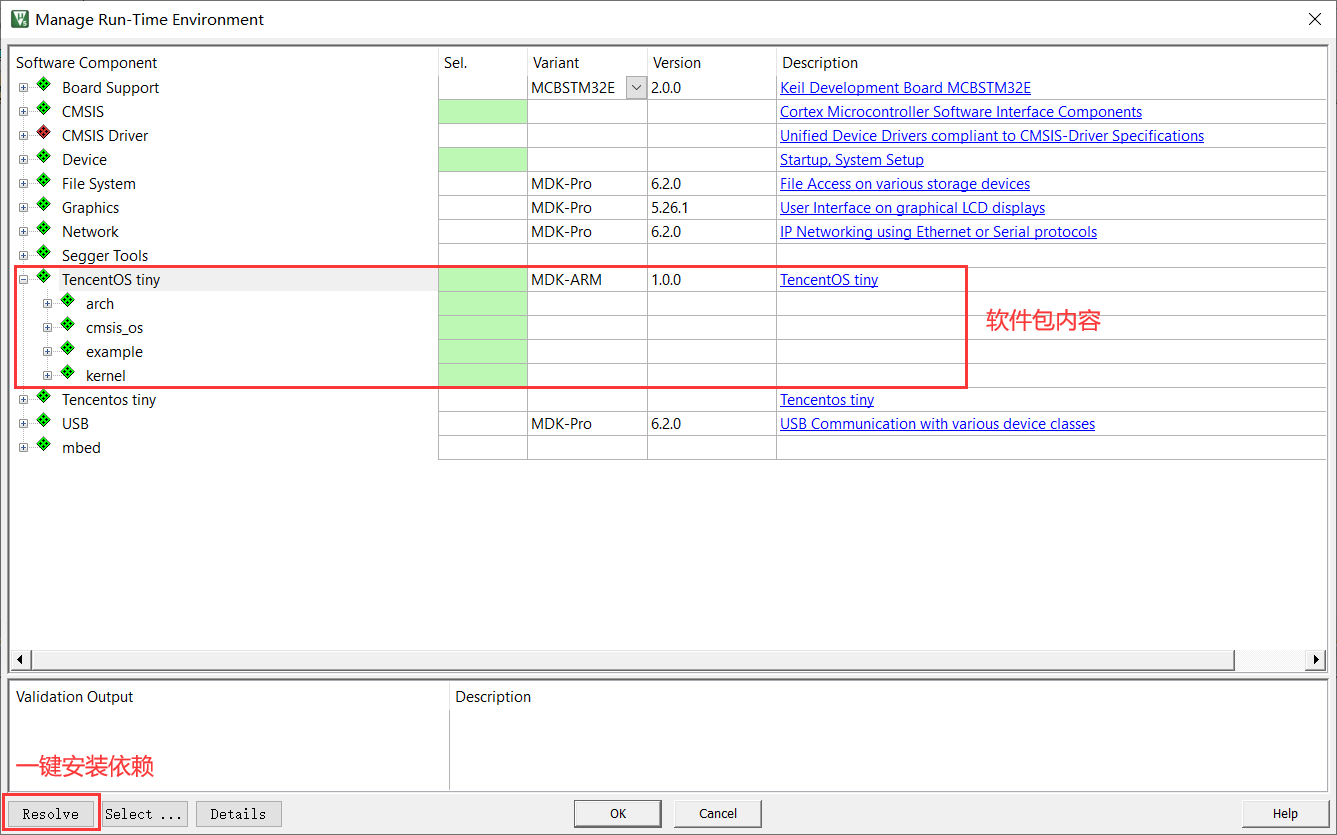 Manage Run-Time Environment
Software Component Sel. Variant Version Description
Board Support MCBSTM32E 2.0.0 Keil Development Board MCBSTM32E
CMSIS Cortex Microcontroller Software Interface Components
CMSIS Driver Unified Device Drivers compliant to CMSIS-Driver Specifications
Device Startup, System Setup
File System MDK-Pro 6.2.0 File Access on various storage devices
Graphics MDK-Pro 5.26.1 User Interface on graphical LCD displays
Network MDK-Pro 6.2.0 IP Networking using Ethernet or Serial protocols
Segger Tools
TencentOS tiny MDK-ARM 1.0.0 TencentOS tiny
arch
软件包内容
cmsis_os
example
kernel
Tencentos tiny Tencentos tiny
USB MDK-Pro 6.2.0 USB Communication with various device classes
mbed
Validation Output Description
一键安装依赖
Resolve Select ... Details OK Cancel Help